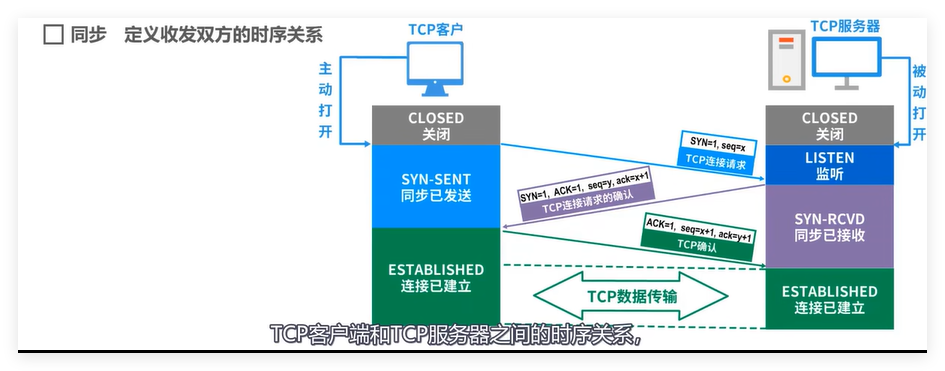 同步 定义收发双方的时序关系
TCP客户
TCP服务器
主动打开
被动打开
CLOSED
关闭
CLOSED
关闭
SYN=1, seq=x
TCP连接请求
LISTEN
监听
SYN-SENT
同步已发送
SYN=1, ACK=1, seq=y, ack=x+1
TCP连接请求的确认
SYN-RCVD
同步已接收
ACK=1, seq=x+1, ack=y+1
TCP确认
ESTABLISHED
连接已建立
TCP数据传输
ESTABLISHED
连接已建立
TCP客户端和TCP服务器之间的时序关系,